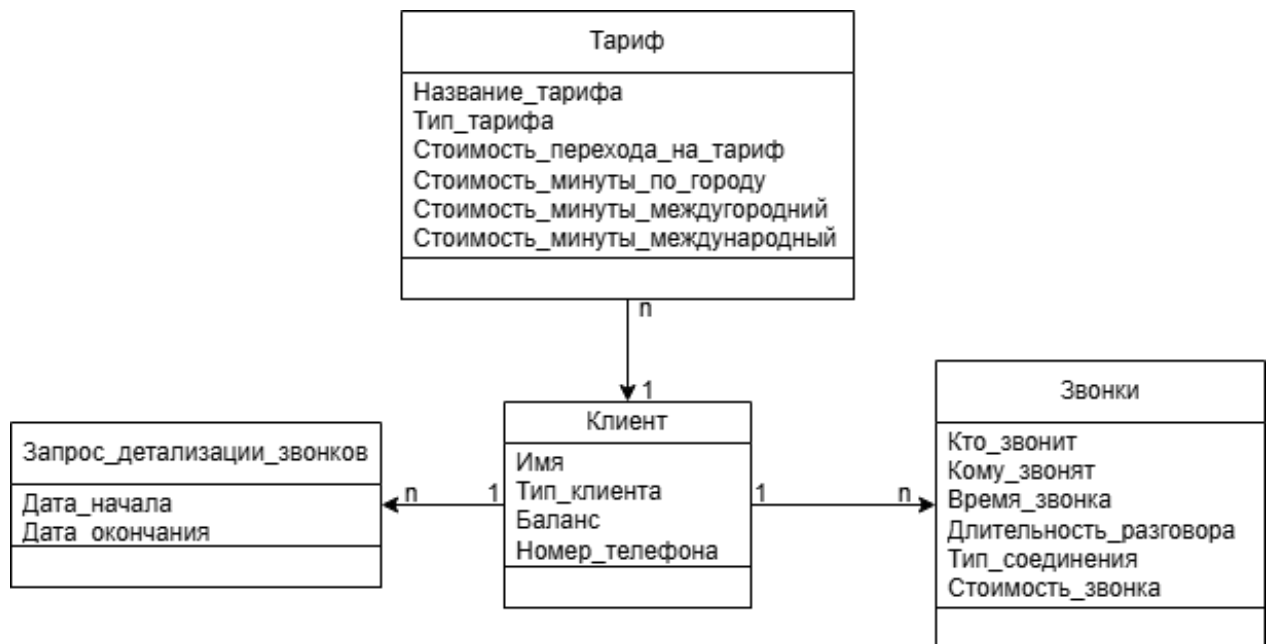 Тариф
Название_тарифа
Тип_тарифа
Стоимость_перехода_на_тариф
Стоимость_минуты_по_городу
Стоимость_минуты_междугородний
Стоимость_минуты_международный
n
1
Клиент
Имя
Тип_клиента
Баланс
Номер_телефона
Запрос_детализации_звонков
Дата_начала
Дата_окончания
n
1
1
n
Звонки
Кто_звонит
Кому_звонят
Время_звонка
Длительность_разговора
Тип_соединения
Стоимость_звонка